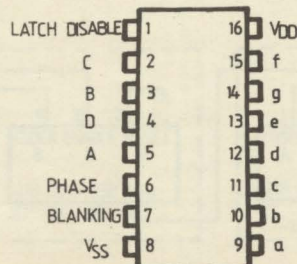 LATCH DISABLE 1 16 VDD
C 2 15 f
B 3 14 g
D 4 13 e
A 5 12 d
PHASE 6 11 c
BLANKING 7 10 b
VSS 8 9 a